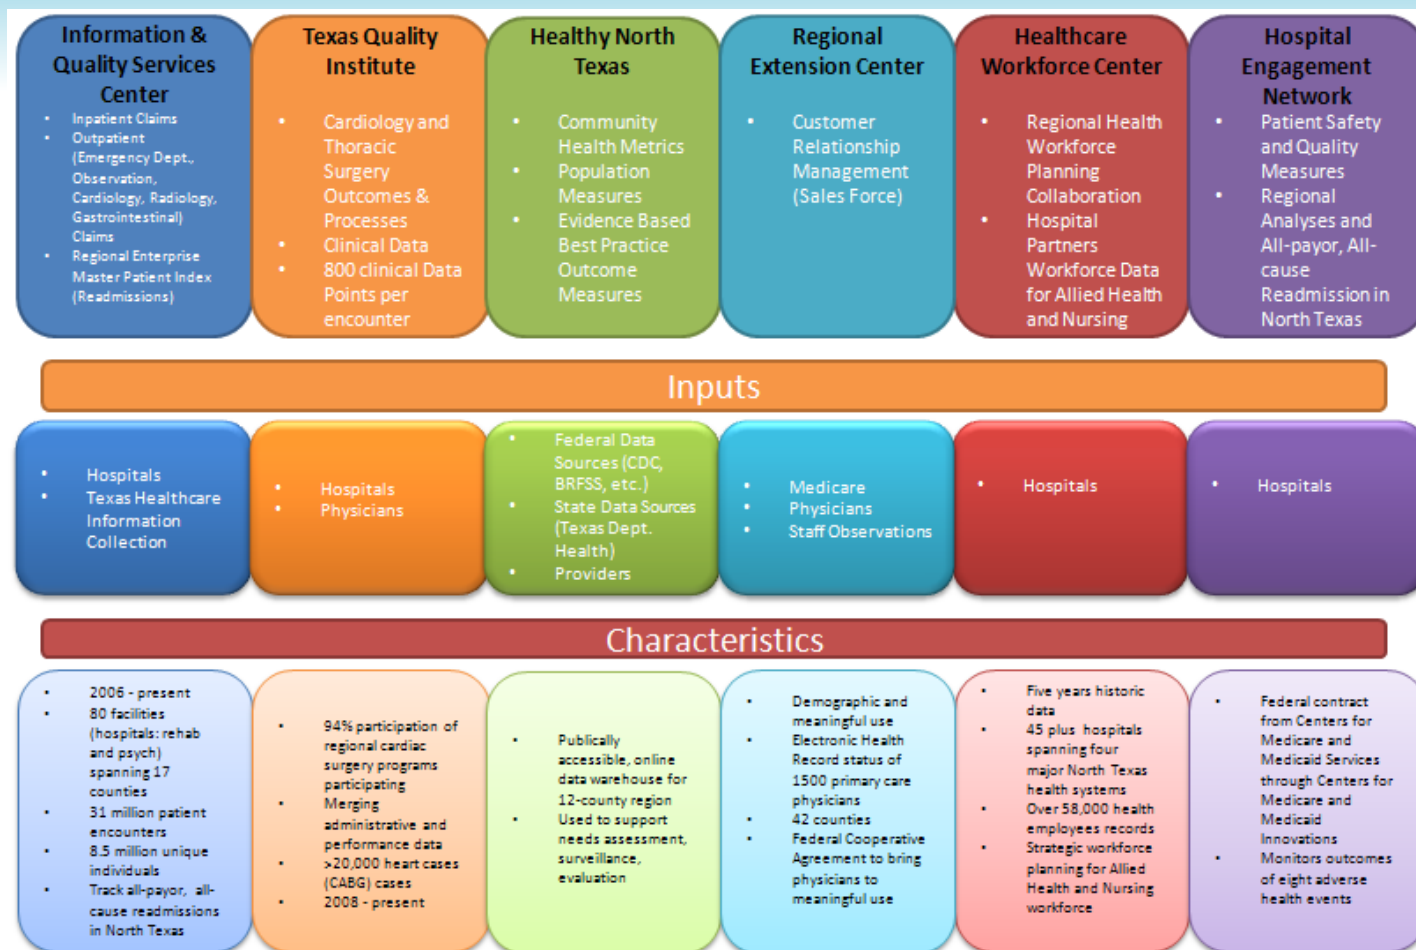 Information &
Quality Services
Center
• Inpatient Claims
• Outpatient
(Emergency Dept.,
Observation,
Cardiology, Radiology,
Gastrointestinal)
Claims
• Regional Enterprise
Master Patient Index
(Readmissions)
Texas Quality
Institute
• Cardiology and
Thoracic
Surgery
Outcomes &
Processes
• Clinical Data
• 800 clinical Data
Points per
encounter
Healthy North
Texas
• Community
Health Metrics
• Population
Measures
• Evidence Based
Best Practice
Outcome
Measures
Regional
Extension Center
• Customer
Relationship
Management
(Sales Force)
Healthcare
Workforce Center
• Regional Health
Workforce
Planning
Collaboration
• Hospital
Partners
Workforce Data
for Allied Health
and Nursing
Hospital
Engagement
Network
• Patient Safety
and Quality
Measures
• Regional
Analyses and
All-payor, All-
cause
Readmission in
North Texas
Inputs
• Hospitals
• Texas Healthcare
Information
Collection
• Hospitals
• Physicians
• Federal Data
Sources (CDC,
BRFSS, etc.)
• State Data Sources
(Texas Dept.
Health)
• Providers
• Medicare
• Physicians
• Staff Observations
• Hospitals
• Hospitals
Characteristics
• 2006 - present
• 80 facilities
(hospitals: rehab
and psych)
spanning 17
counties
• 31 million patient
encounters
• 8.5 million unique
individuals
• Track all-payor, all-
cause readmissions
in North Texas
• 94% participation of
regional cardiac
surgery programs
participating
• Merging
administrative and
performance data
• >20,000 heart cases
(CABG) cases
• 2008 - present
• Publically
accessible, online
data warehouse for
12-county region
• Used to support
needs assessment,
surveillance,
evaluation
• Demographic and
meaningful use
• Electronic Health
Record status of
1500 primary care
physicians
• 42 counties
• Federal Cooperative
Agreement to bring
physicians to
meaningful use
• Five years historic
data
• 45 plus hospitals
spanning four
major North Texas
health systems
• Over 58,000 health
employees records
• Strategic workforce
planning for Allied
Health and Nursing
workforce
• Federal contract
from Centers for
Medicare and
Medicaid Services
through Centers for
Medicare and
Medicaid
Innovations
• Monitors outcomes
of eight adverse
health events